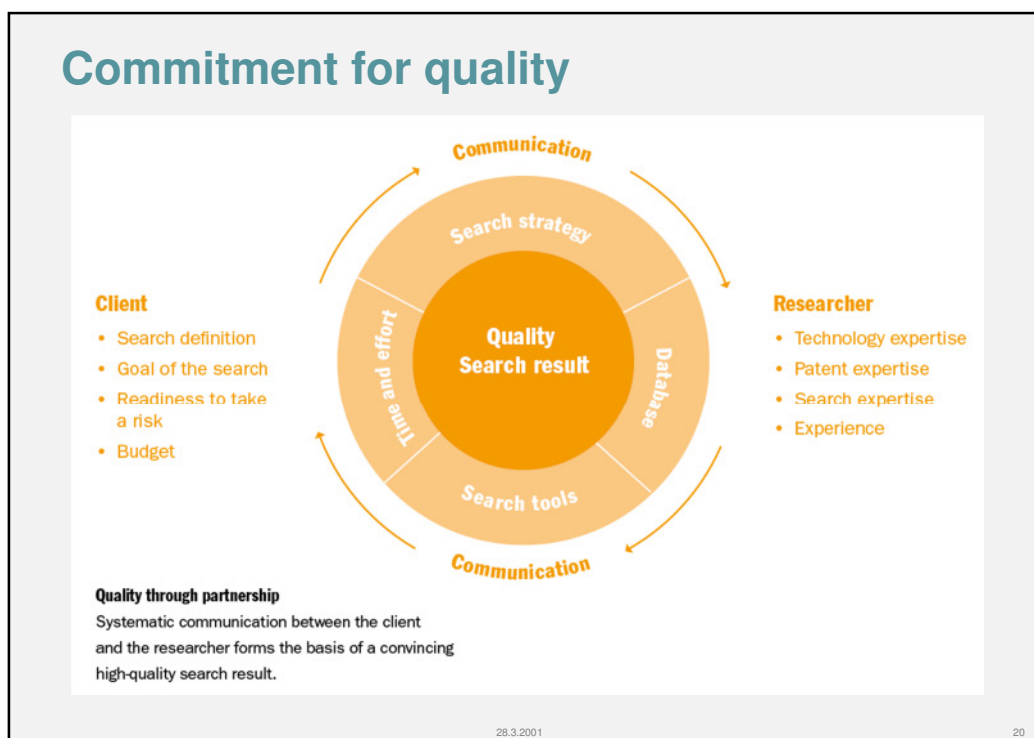 Commitment for quality
Communication
Search strategy
Client
• Search definition
• Goal of the search
• Readiness to take
a risk
• Budget
Time and effort
Quality
Search result
Database
Researcher
• Technology expertise
• Patent expertise
• Search expertise
• Experience
Search tools
Communication
Quality through partnership
Systematic communication between the client
and the researcher forms the basis of a convincing
high-quality search result.
28.3.2001
20